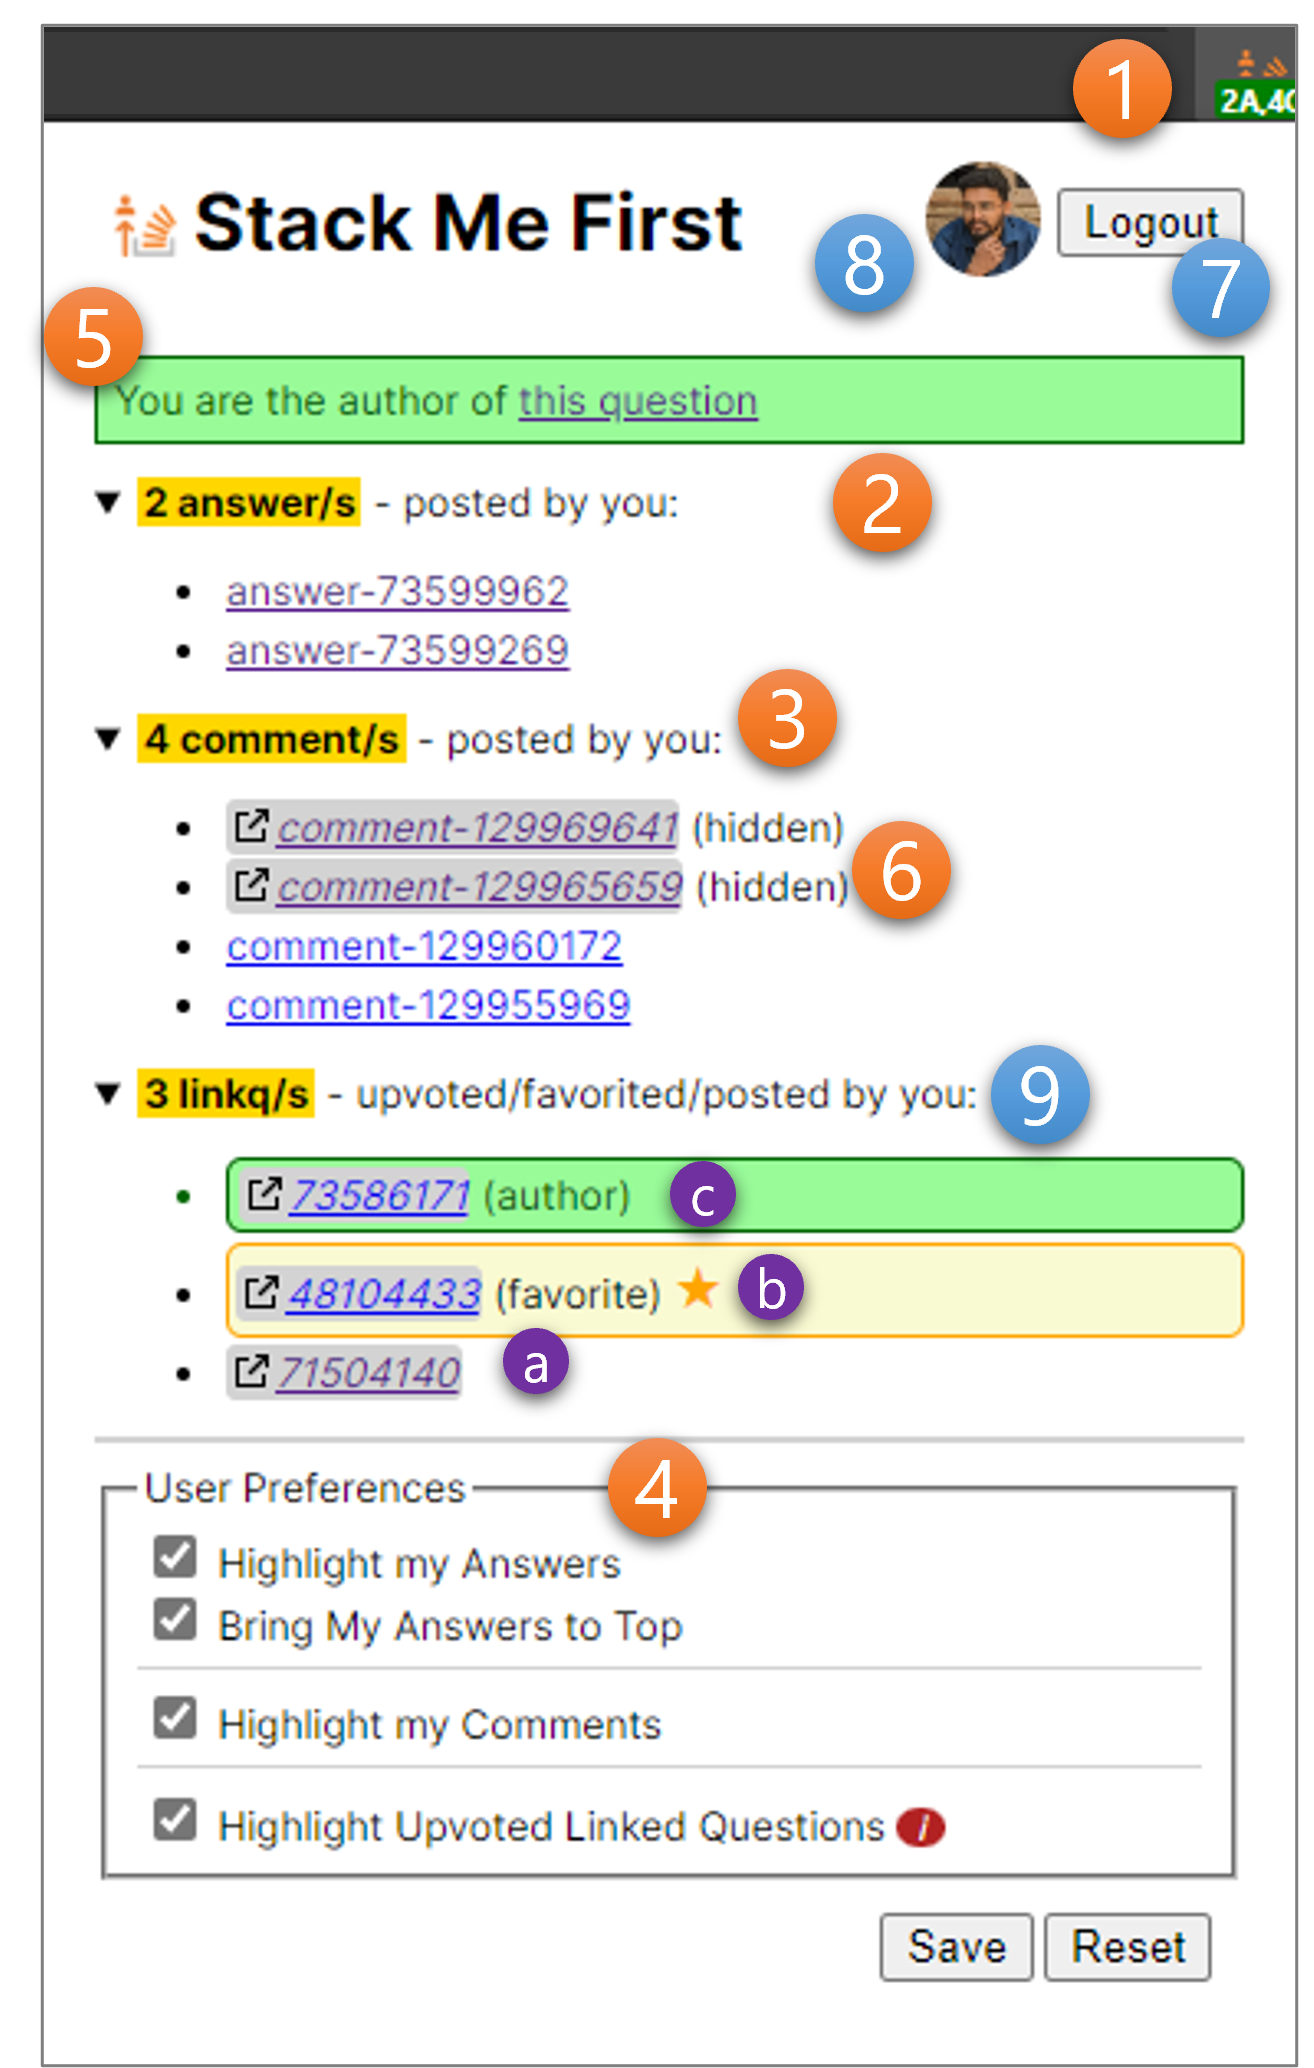 1
2A,4C
Stack Me First
8
Logout
7
5
You are the author of this question
2 answer/s - posted by you:
2
answer-73599962
answer-73599269
4 comment/s - posted by you:
3
comment-129969641 (hidden)
comment-129965659 (hidden)
6
comment-129960172
comment-129955969
3 linkq/s - upvoted/favorited/posted by you:
9
73586171 (author)
c
48104433 (favorite)
b
71504140
a
User Preferences
4
Highlight my Answers
Bring My Answers to Top
Highlight my Comments
Highlight Upvoted Linked Questions i
Save Reset